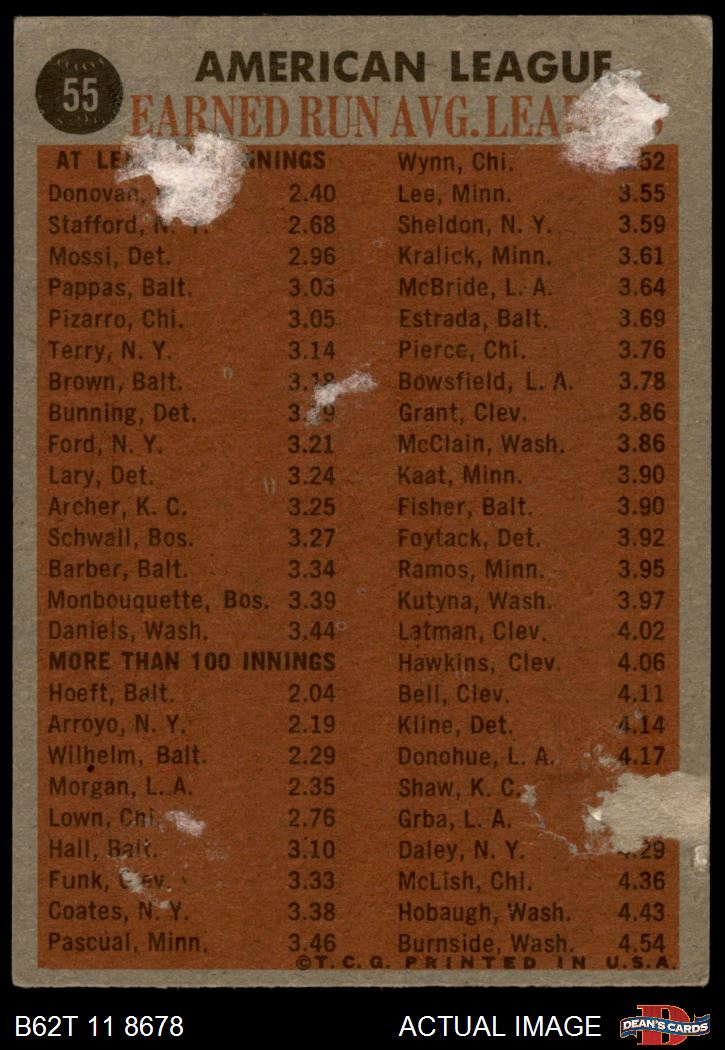 55
AMERICAN LEAGUE
EARNED RUN AVG.
AT INNINGS
Donovan, 2.40
Stafford, N. Y. 2.68
Mossi, Det. 2.96
Pappas, Balt. 3.03
Pizarro, Chi. 3.05
Terry, N. Y. 3.14
Brown, Balt. 3.18
Bunning, Det. 3.19
Ford, N. Y. 3.21
Lary, Det. 3.24
Archer, K. C. 3.25
Schwall, Bos. 3.27
Barber, Balt. 3.34
Monbouquette, Bos. 3.39
Daniels, Wash. 3.44
MORE THAN 100 INNINGS
Hoeft, Balt. 2.04
Arroyo, N. Y. 2.19
Wilhelm, Balt. 2.29
Morgan, L. A. 2.35
Lown, Chi. 2.76
Hall, Balt. 3.10
Funk, Clev. 3.33
Coates, N. Y. 3.38
Pascual, Minn. 3.46
Wynn, Chi.
Lee, Minn. 3.55
Sheldon, N. Y. 3.59
Kralick, Minn. 3.61
McBride, L. A. 3.64
Estrada, Balt. 3.69
Pierce, Chi. 3.76
Bowsfield, L. A. 3.78
Grant, Clev. 3.86
McClain, Wash. 3.86
Kaat, Minn. 3.90
Fisher, Balt. 3.90
Foytack, Det. 3.92
Ramos, Minn. 3.95
Kutyna, Wash. 3.97
Latman, Clev. 4.02
Hawkins, Clev. 4.06
Bell, Clev. 4.11
Kline, Det. 4.14
Donohue, L. A. 4.17
Shaw, K. C.
Grba, L. A.
Daley, N. Y. 4.29
McLish, Chi. 4.36
Hobaugh, Wash. 4.43
Burnside, Wash. 4.54
©T.C.G. PRINTED IN U.S.A.
B62T 11 8678 ACTUAL IMAGE
DEAN'S CARDS